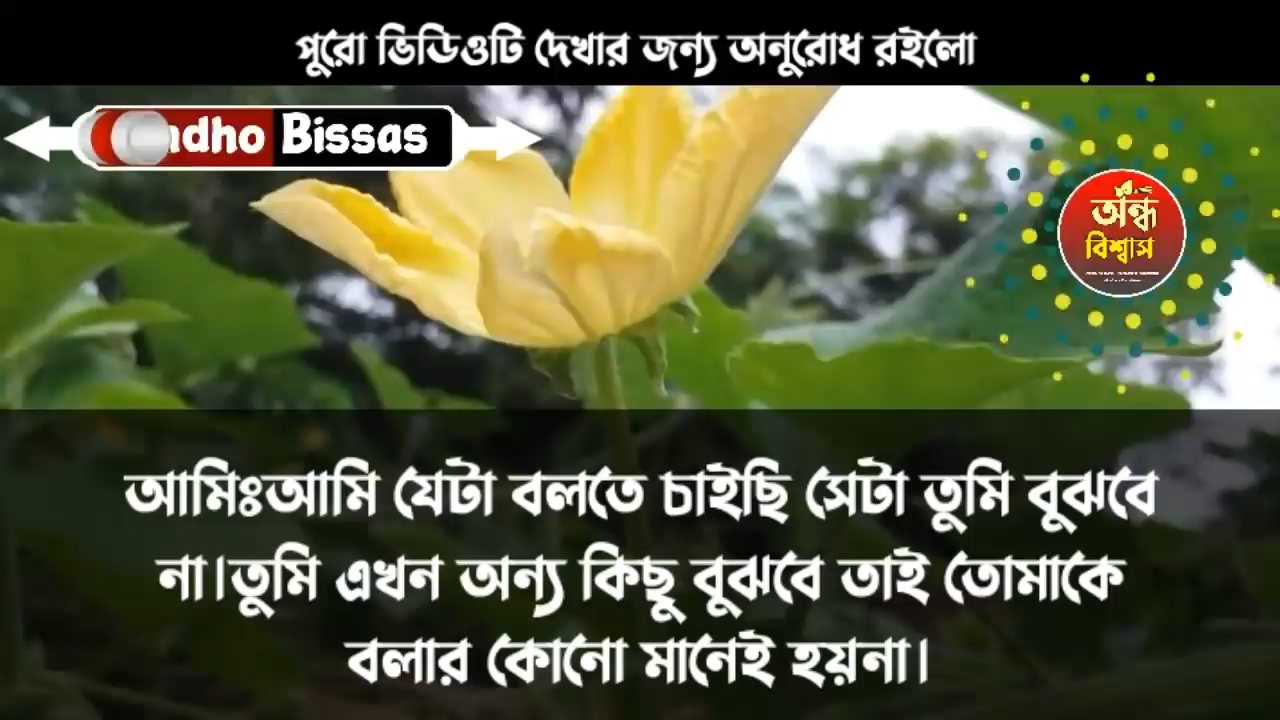 পুরো ভিডিওটি দেখার জন্য অনুরোধ রইলো
Bissas
অন্ধ
বিশ্বাস
আমিঃআমি যেটা বলতে চাইছি সেটা তুমি বুঝবে
না।তুমি এখন অন্য কিছু বুঝবে তাই তোমাকে
বলার কোনো মানেই হয়না।